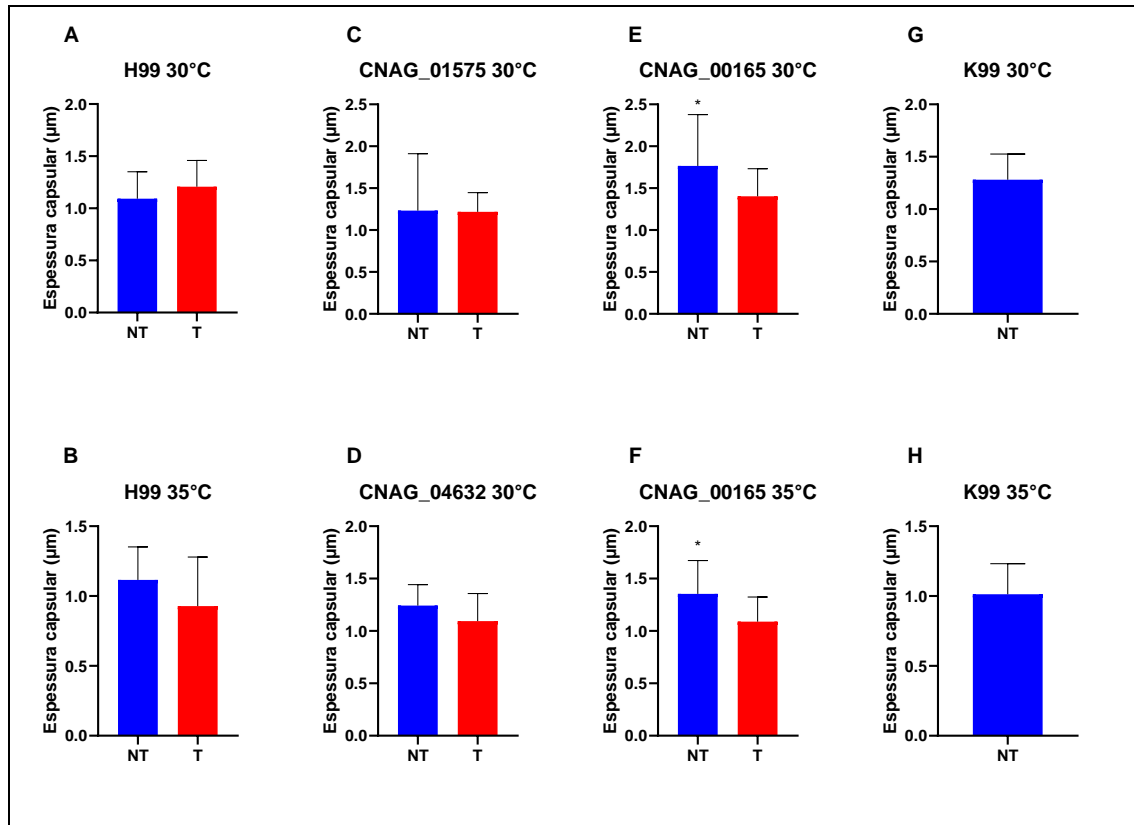 A
H99 30°C
Espessura capsular (µm)
2.0
1.5
1.0
0.5
0.0
NT T
C
CNAG_01575 30°C
Espessura capsular (µm)
2.5
2.0
1.5
1.0
0.5
0.0
NT T
E
CNAG_00165 30°C
Espessura capsular (µm)
2.5
2.0
1.5
1.0
0.5
0.0
*
NT T
G
K99 30°C
Espessura capsular (µm)
2.0
1.5
1.0
0.5
0.0
NT
B
H99 35°C
Espessura capsular (µm)
1.5
1.0
0.5
0.0
NT T
D
CNAG_04632 30°C
Espessura capsular (µm)
2.0
1.5
1.0
0.5
0.0
NT T
F
CNAG_00165 35°C
Espessura capsular (µm)
2.0
1.5
1.0
0.5
0.0
*
NT T
H
K99 35°C
Espessura capsular (µm)
1.5
1.0
0.5
0.0
NT